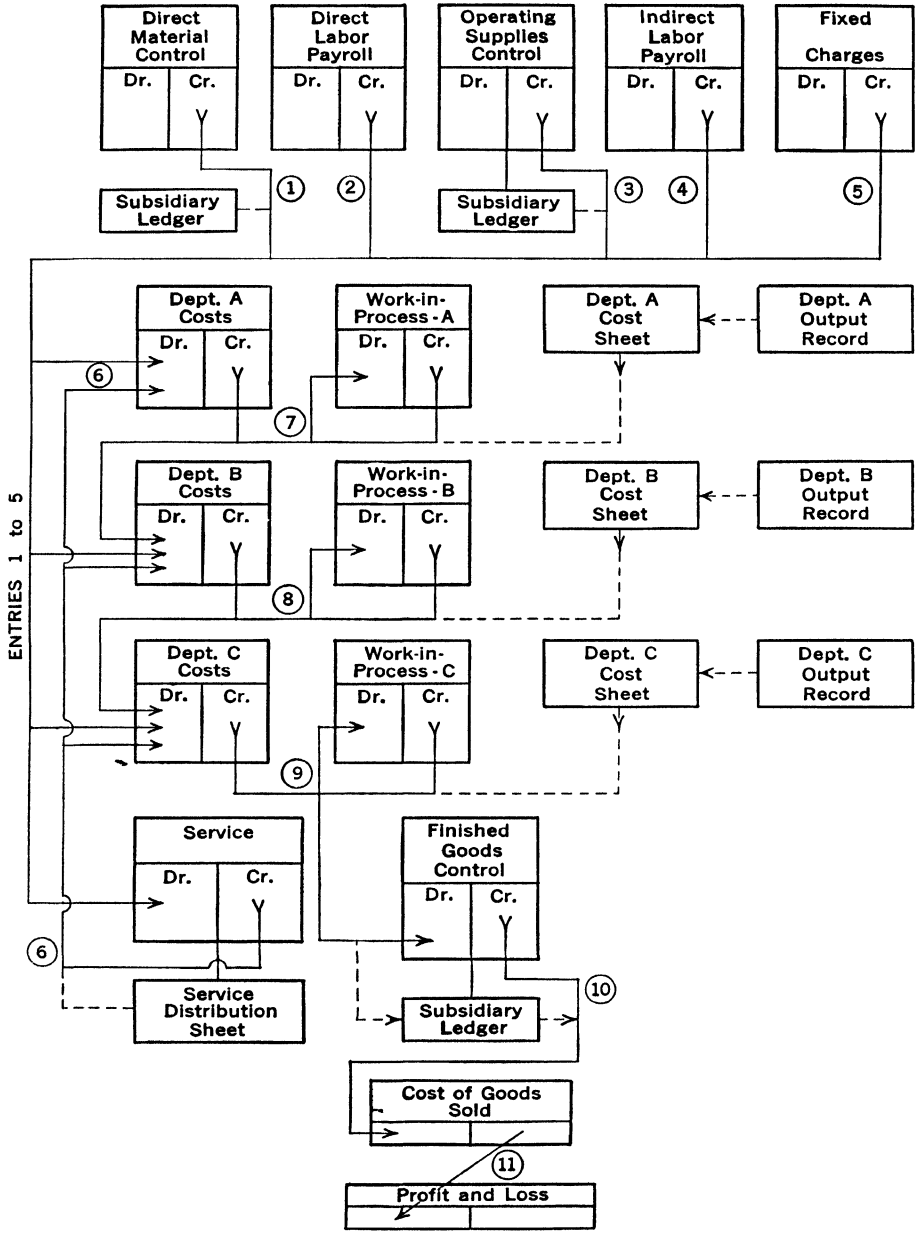 Direct
Material
Control
Dr. Cr.
Direct
Labor
Payroll
Dr. Cr.
Operating
Supplies
Control
Dr. Cr.
Indirect
Labor
Payroll
Dr. Cr.
Fixed
Charges
Dr. Cr.
1
2
3
4
5
Subsidiary
Ledger
Subsidiary
Ledger
ENTRIES 1 to 5
Dept. A
Costs
Dr. Cr.
Work-in-
Process-A
Dr. Cr.
Dept. A
Cost
Sheet
Dept. A
Output
Record
6
7
Dept. B
Costs
Dr. Cr.
Work-in-
Process-B
Dr. Cr.
Dept. B
Cost
Sheet
Dept. B
Output
Record
8
Dept. C
Costs
Dr. Cr.
Work-in-
Process-C
Dr. Cr.
Dept. C
Cost
Sheet
Dept. C
Output
Record
9
Service
Dr. Cr.
Finished
Goods
Control
Dr. Cr.
6
10
Service
Distribution
Sheet
Subsidiary
Ledger
Cost of Goods
Sold
11
Profit and Loss